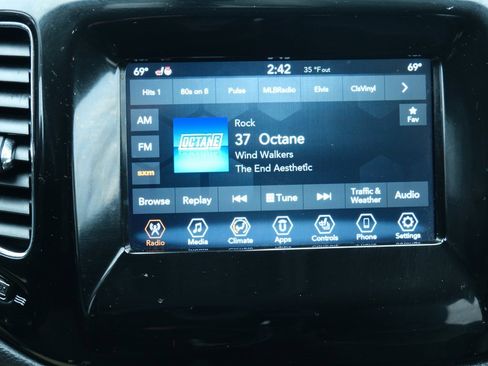 69° 2:42 35 °F out 69°
Hits 1 80s on 8 Pulse MLBRadio Elvis ClsVinyl
AM
FM
sxm
OCTANE
Rock
37 Octane
Wind Walkers
The End Aesthetic
Fav
Browse Replay Tune Traffic & Weather Audio
Radio Media Climate Apps Controls Phone Settings